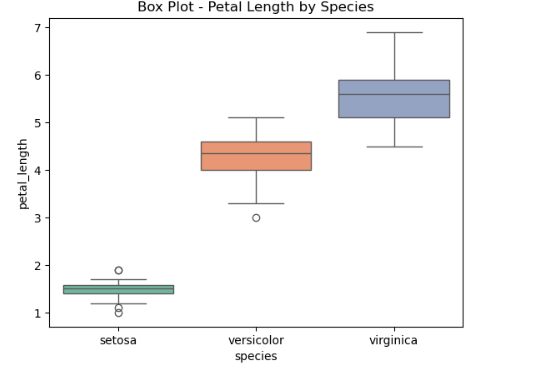 Box Plot - Petal Length by Species
7
6
5
4
3
2
1
petal_length
setosa
versicolor
virginica
species